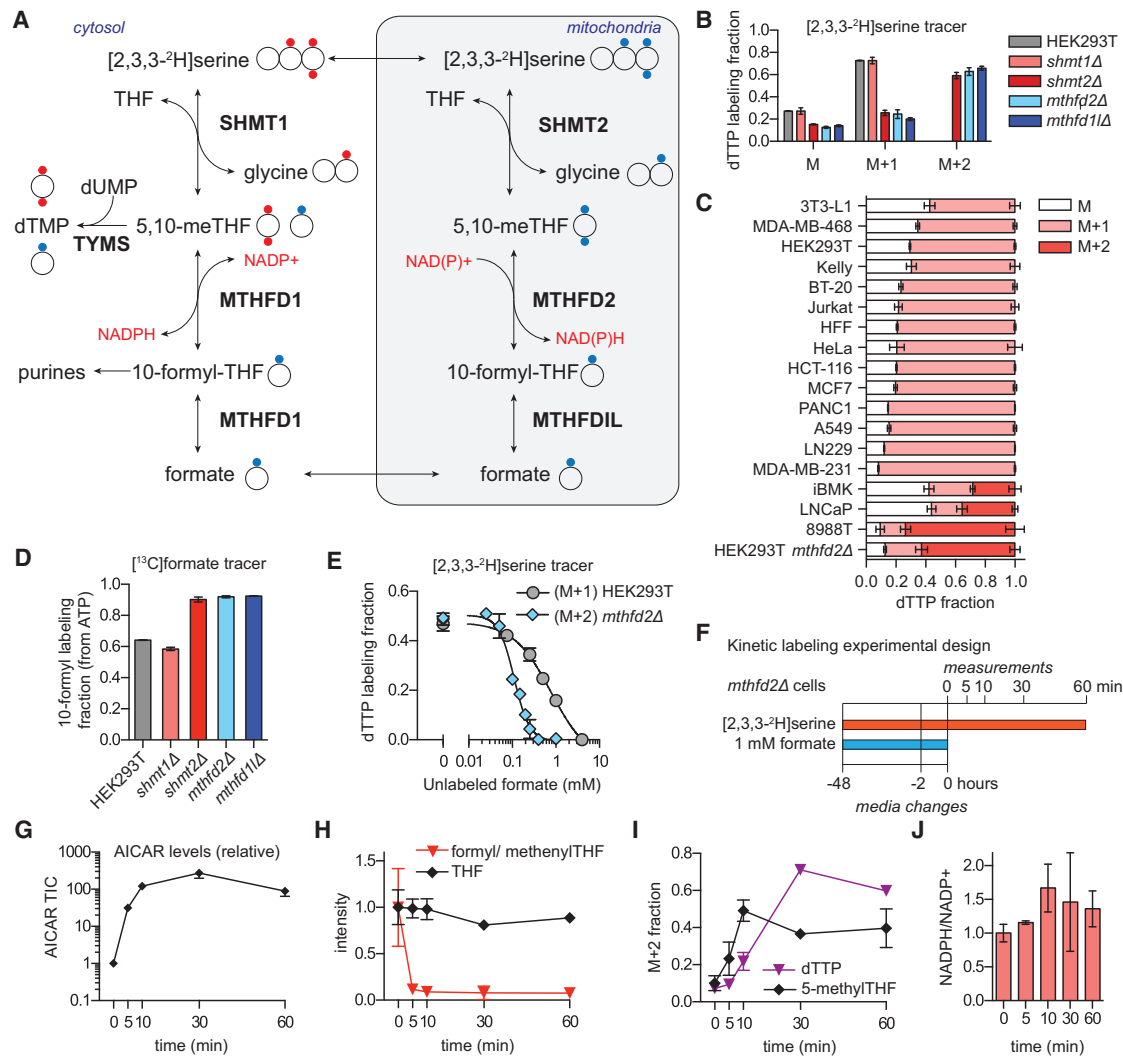 A
cytosol
mitochondria
[2,3,3-²H]serine
[2,3,3-²H]serine
THF
THF
SHMT1
SHMT2
glycine
glycine
dUMP
dTMP
5,10-meTHF
5,10-meTHF
TYMS
NADP+
NAD(P)+
MTHFD1
MTHFD2
NADPH
NAD(P)H
purines
10-formyl-THF
10-formyl-THF
MTHFD1
MTHFDIL
formate
formate
B
[2,3,3-²H]serine tracer
dTTP labeling fraction
1.0
0.8
0.6
0.4
0.2
0.0
M
M+1
M+2
HEK293T
shmt1Δ
shmt2Δ
mthfd2Δ
mthfd1lΔ
C
3T3-L1
MDA-MB-468
HEK293T
Kelly
BT-20
Jurkat
HFF
HeLa
HCT-116
MCF7
PANC1
A549
LN229
MDA-MB-231
iBMK
LNCaP
8988T
HEK293T mthfd2Δ
0.0 0.2 0.4 0.6 0.8 1.0
dTTP fraction
M
M+1
M+2
D
[¹³C]formate tracer
10-formyl labeling
fraction (from ATP)
1.0
0.8
0.6
0.4
0.2
0.0
HEK293T
shmt1Δ
shmt2Δ
mthfd2Δ
mthfd1lΔ
E
[2,3,3-²H]serine tracer
(M+1) HEK293T
(M+2) mthfd2Δ
dTTP labeling fraction
0.6
0.4
0.2
0.0
0 0.01 0.1 1 10
Unlabeled formate (mM)
F
Kinetic labeling experimental design
measurements
mthfd2Δ cells
0 5 10 30 60 min
[2,3,3-²H]serine
1 mM formate
-48 -2 0 hours
media changes
G
AICAR levels (relative)
AICAR TIC
1000
100
10
1
0.1
0 5 10 30 60
time (min)
H
formyl/ methenylTHF
THF
intensity
1.5
1.0
0.5
0.0
0 5 10 30 60
time (min)
I
M+2 fraction
0.8
0.6
0.4
0.2
0.0
dTTP
5-methylTHF
0 5 10 30 60
time (min)
J
NADPH/NADP+
2.0
1.5
1.0
0.5
0.0
0 5 10 30 60
time (min)